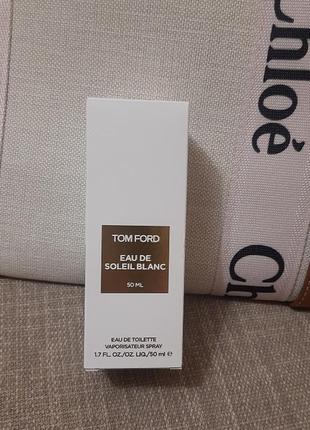 TOM FORD
EAU DE
SOLEIL BLANC
50 ML
EAU DE TOILETTE
VAPORISATEUR SPRAY
1.7 FL. OZ./OZ. LIQ./50 ml ℮
Chloé
Ch